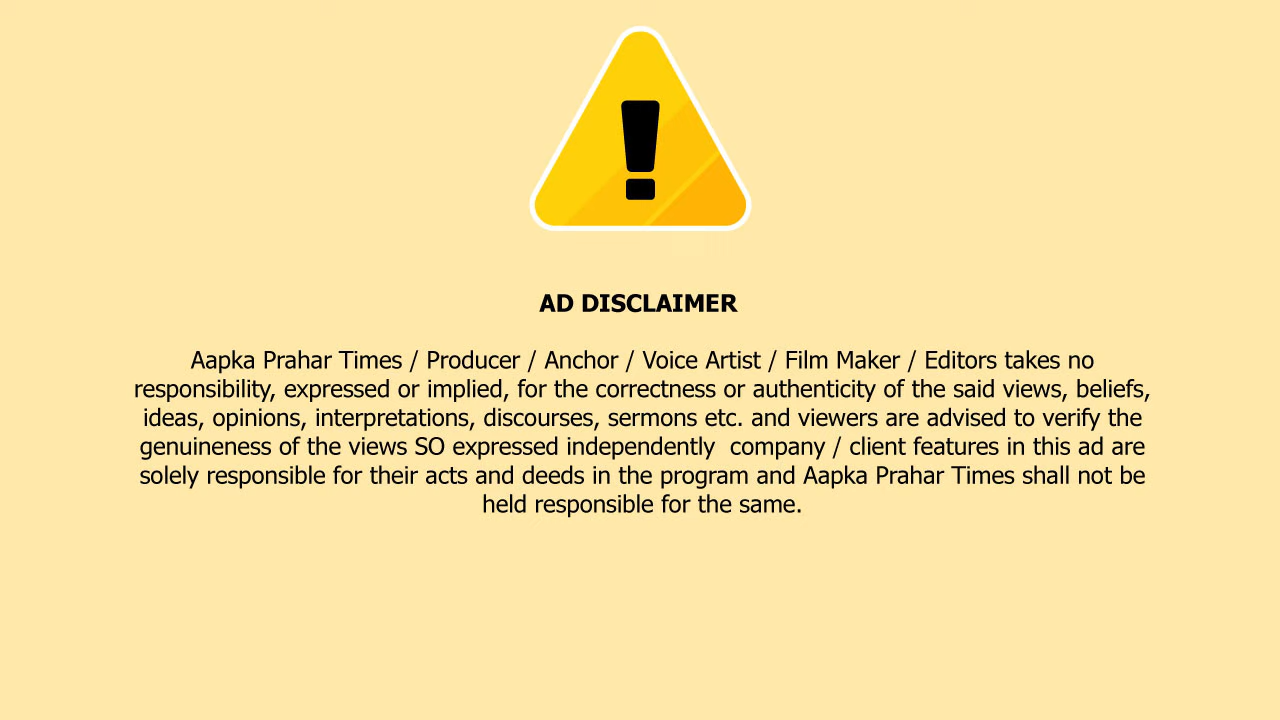 AD DISCLAIMER
Aapka Prahar Times / Producer / Anchor / Voice Artist / Film Maker / Editors takes no
responsibility, expressed or implied, for the correctness or authenticity of the said views, beliefs,
ideas, opinions, interpretations, discourses, sermons etc. and viewers are advised to verify the
genuineness of the views SO expressed independently  company / client features in this ad are
solely responsible for their acts and deeds in the program and Aapka Prahar Times shall not be
held responsible for the same.